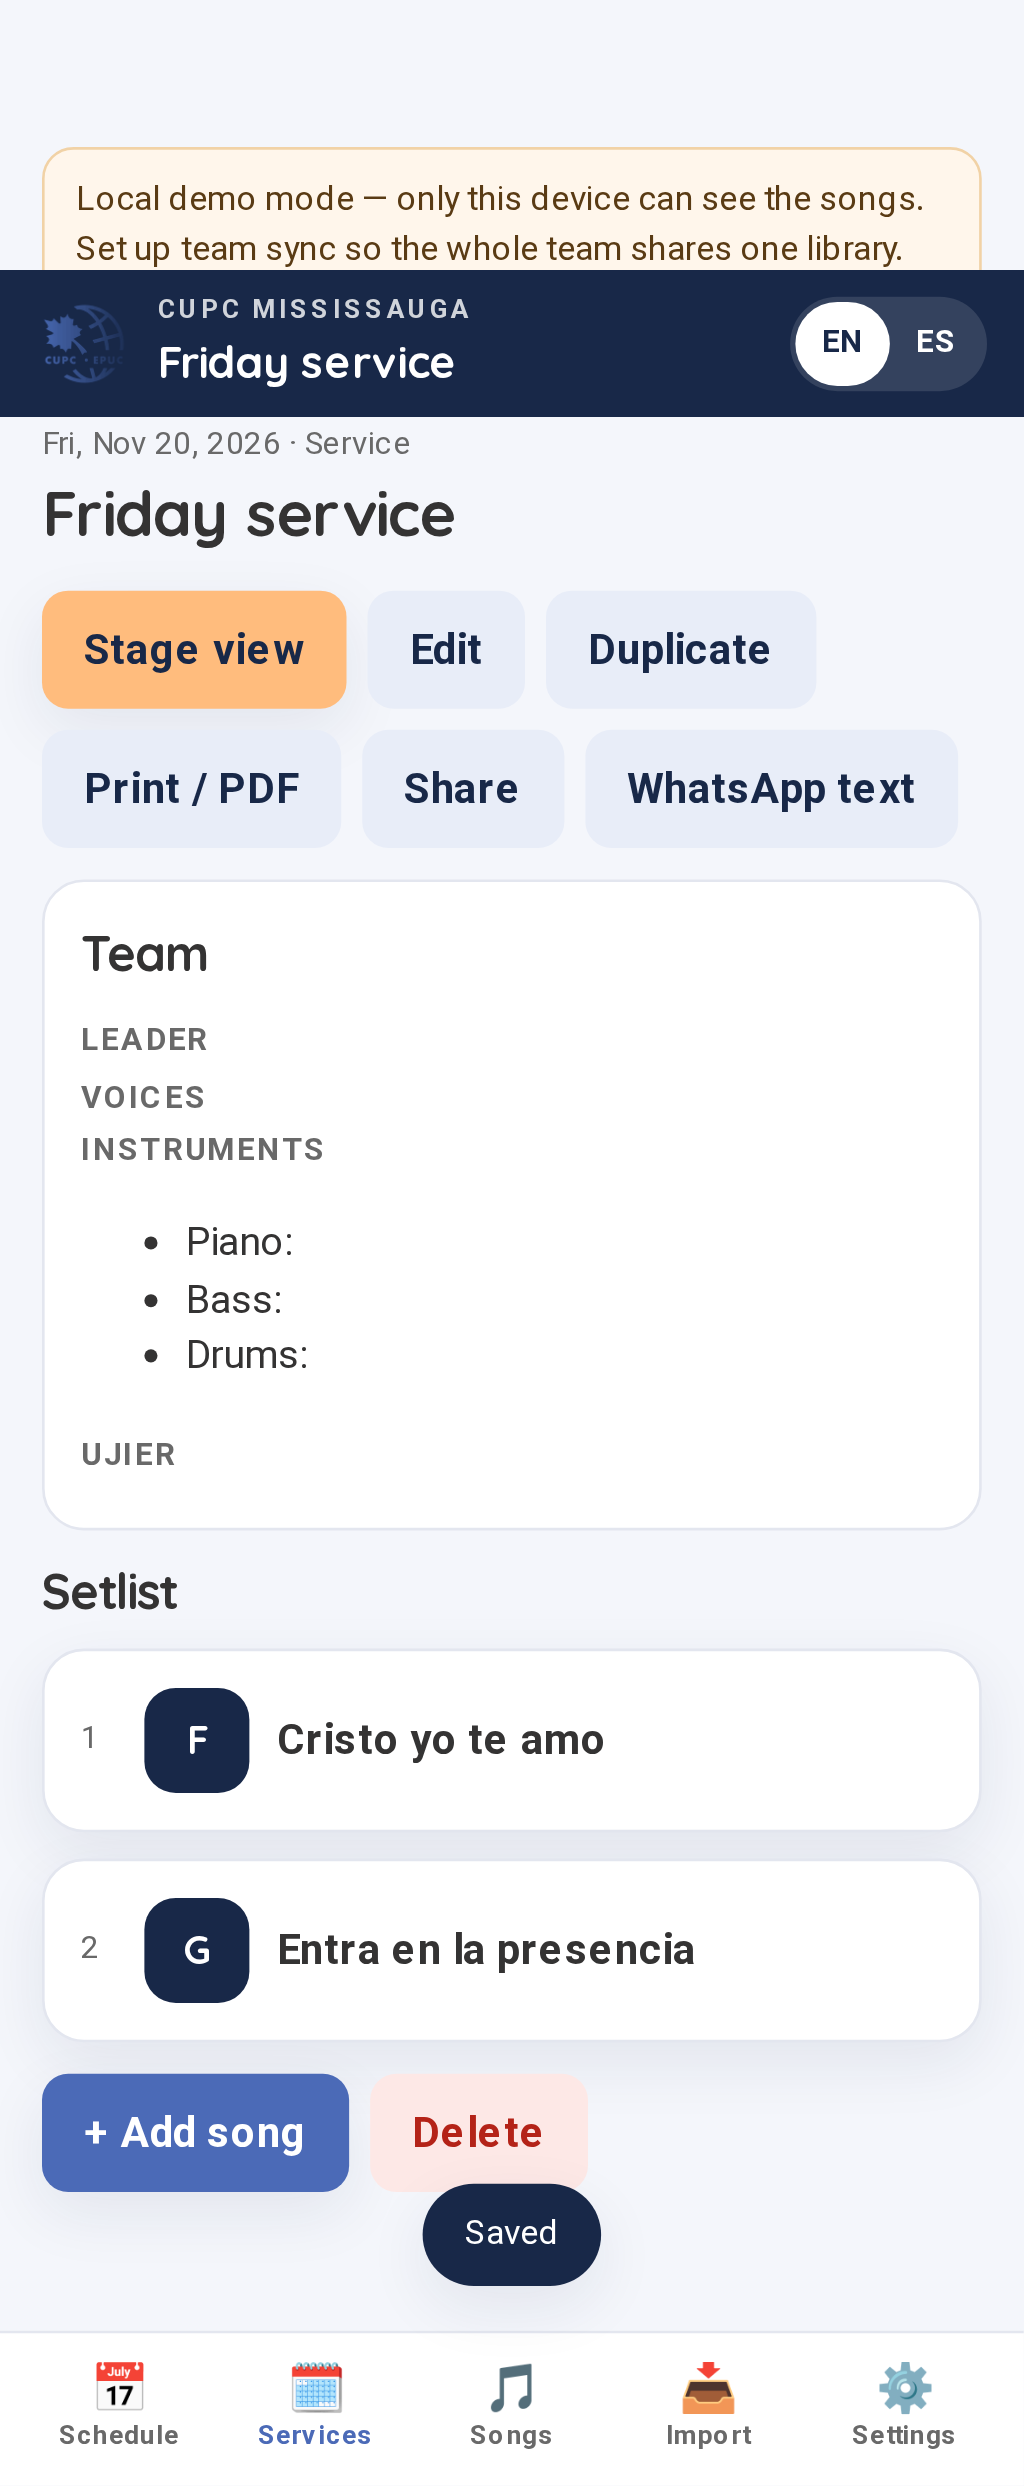 Local demo mode — only this device can see the songs.
Set up team sync so the whole team shares one library.
CUPC MISSISSAUGA
CUPC • EPUC
Friday service
EN
ES
Fri, Nov 20, 2026 · Service
Friday service
Stage view
Edit
Duplicate
Print / PDF
Share
WhatsApp text
Team
LEADER
VOICES
INSTRUMENTS
• Piano:
• Bass:
• Drums:
UJIER
Setlist
1
F
Cristo yo te amo
2
G
Entra en la presencia
+ Add song
Delete
Saved
July
17
Schedule
Services
Songs
Import
Settings